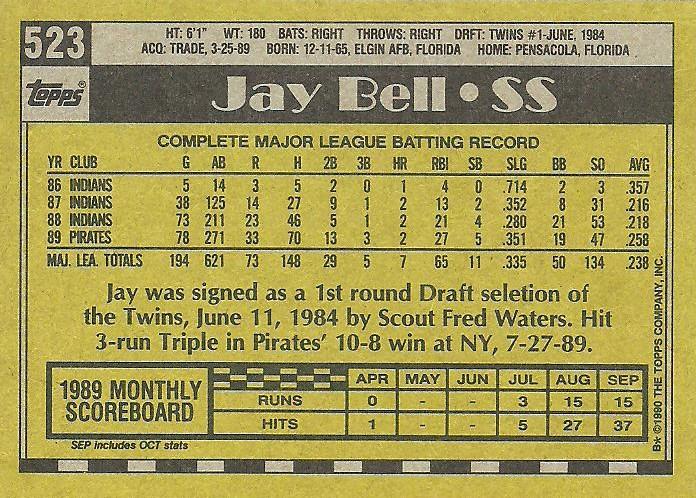 523
HT: 6'1" WT: 180 BATS: RIGHT THROWS: RIGHT DRFT: TWINS #1-JUNE, 1984
ACQ: TRADE, 3-25-89 BORN: 12-11-65, ELGIN AFB, FLORIDA HOME: PENSACOLA, FLORIDA
Topps
Jay Bell • SS
COMPLETE MAJOR LEAGUE BATTING RECORD
YR CLUB G AB R H 2B 3B HR RBI SB SLG BB SO AVG
86 INDIANS 5 14 3 5 2 0 1 4 0 .714 2 3 .357
87 INDIANS 38 125 14 27 9 1 2 13 2 .352 8 31 .216
88 INDIANS 73 211 23 46 5 1 2 21 4 .280 21 53 .218
89 PIRATES 78 271 33 70 13 3 2 27 5 .351 19 47 .258
MAJ. LEA. TOTALS 194 621 73 148 29 5 7 65 11 .335 50 134 .238
Jay was signed as a 1st round Draft seletion of
the Twins, June 11, 1984 by Scout Fred Waters. Hit
3-run Triple in Pirates' 10-8 win at NY, 7-27-89.
1989 MONTHLY
SCOREBOARD
APR MAY JUN JUL AUG SEP
RUNS 0 - - 3 15 15
HITS 1 - - 5 27 37
SEP includes OCT stats
B* ©1990 THE TOPPS COMPANY, INC.